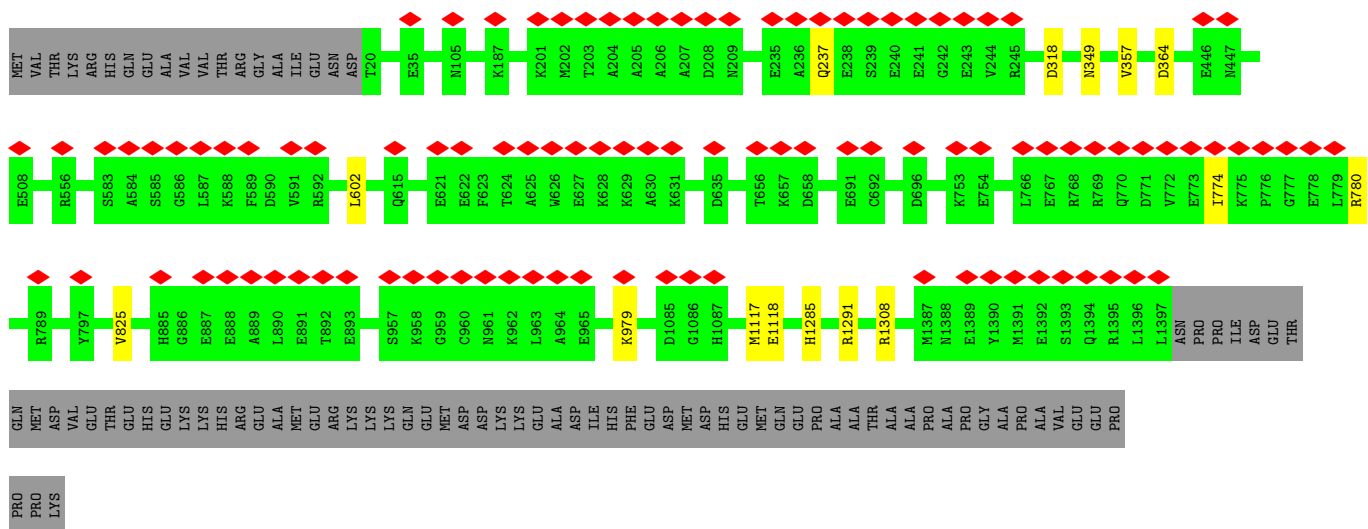 MET VAL THR LYS ARG HIS GLN GLU ALA VAL VAL THR ARG GLY ALA ILE GLU ASN ASP T20 E35 N105 K187 K201 M202 T203 A204 A205 A206 A207 D208 N209 E235 A236 Q237 E238 S239 E240 E241 G242 E243 V244 R245 D318 N349 V357 D364 E446 N447
E508 R556 S583 A584 S585 G586 L587 K588 F589 D590 V591 R592 L602 Q615 E621 E622 F623 T624 A625 W626 E627 K628 K629 A630 K631 D635 T656 K657 D658 E691 C692 D696 K753 E754 L766 E767 R768 R769 Q770 D771 V772 E773 I774 K775 P776 G777 E778 L779 R780
R789 Y797 V825 H885 G886 E887 E888 A889 L890 E891 T892 E893 S957 K958 G959 C960 N961 K962 L963 A964 E965 K979 D1085 G1086 H1087 M1117 E1118 H1285 R1291 R1308 M1387 N1388 E1389 Y1390 M1391 E1392 S1393 Q1394 R1395 L1396 L1397 ASN PRO PRO ILE ASP GLU THR
GLN MET ASP VAL GLU THR GLU HIS GLU LYS LYS HIS ARG GLU ALA MET GLU ARG LYS LYS LYS GLN GLU MET ASP ASP LYS LYS GLU ALA ASP ILE HIS PHE GLU ASP MET ASP HIS GLU MET GLN GLU PRO ALA ALA THR ALA ALA PRO ALA PRO GLY ALA PRO ALA VAL GLU GLU PRO
PRO PRO LYS